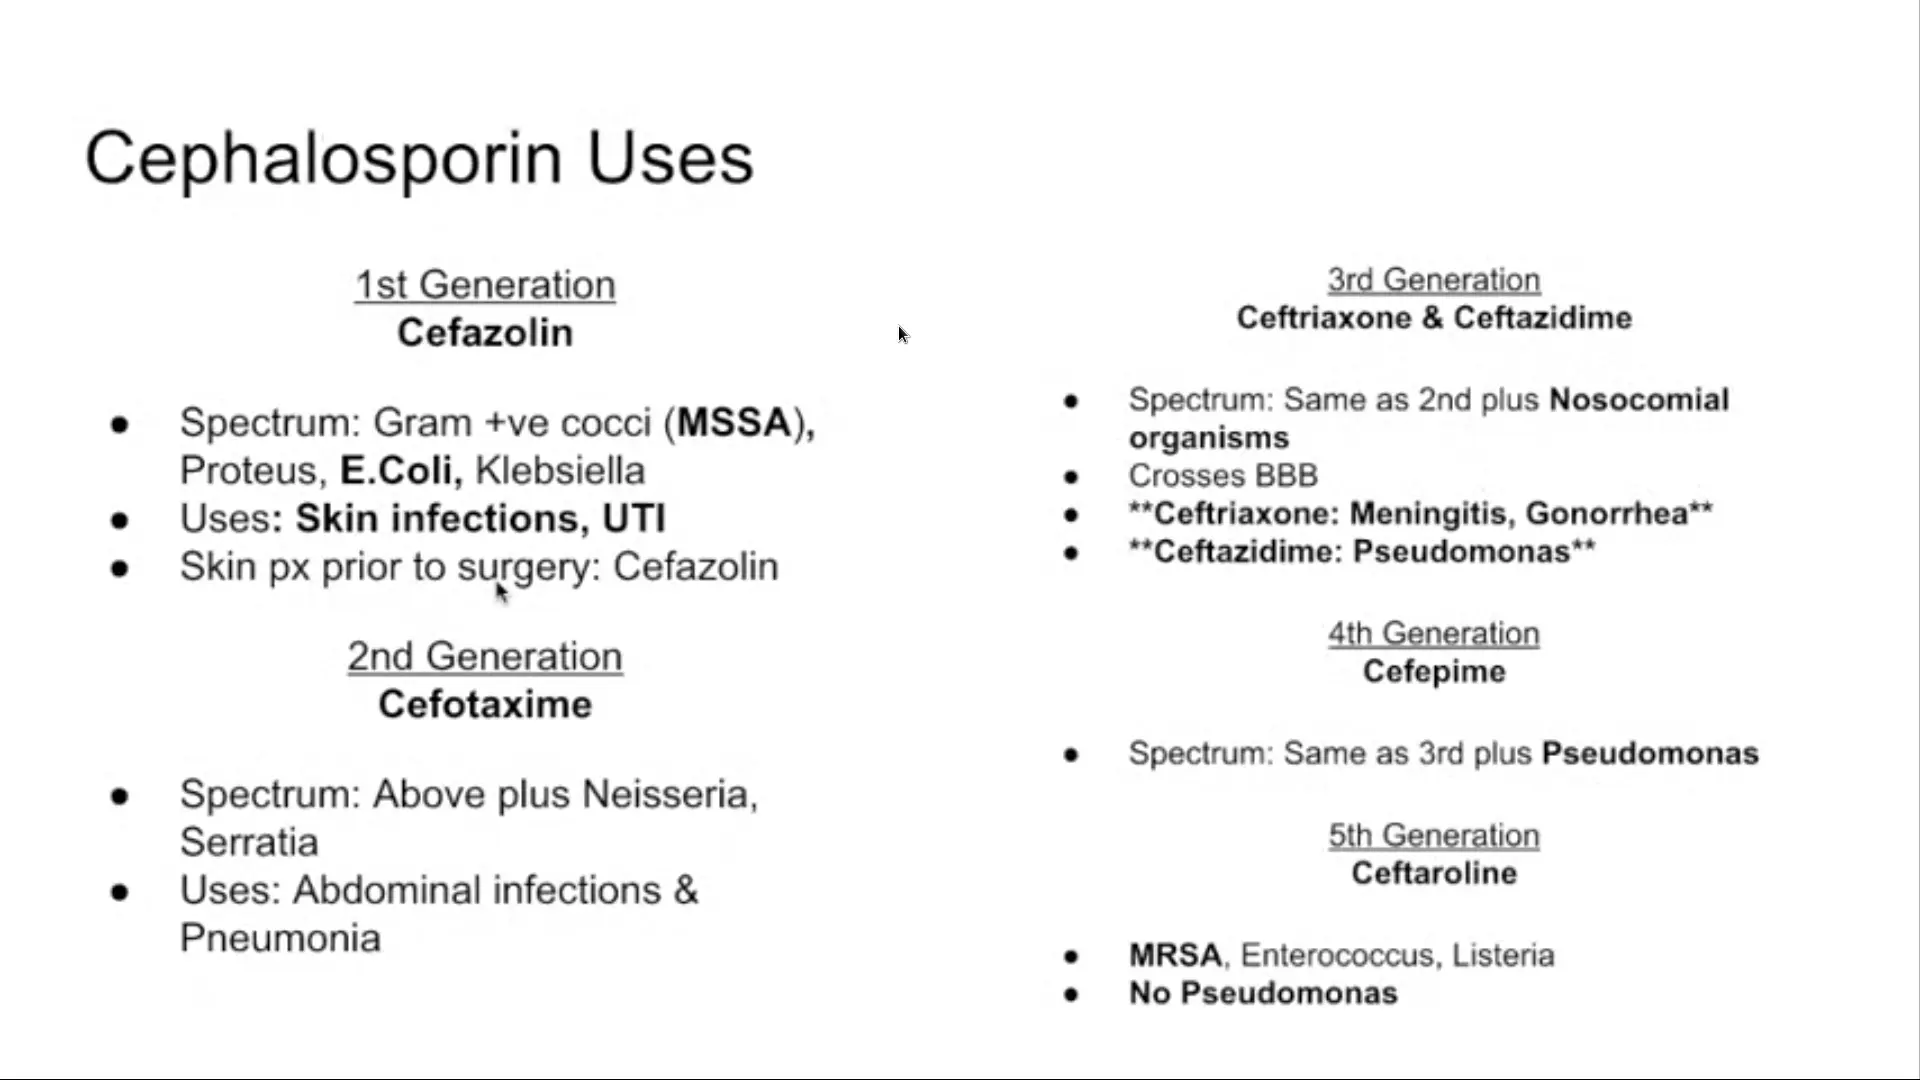 Cephalosporin Uses
1st Generation
Cefazolin
● Spectrum: Gram +ve cocci (MSSA),
Proteus, E.Coli, Klebsiella
● Uses: Skin infections, UTI
● Skin px prior to surgery: Cefazolin
2nd Generation
Cefotaxime
● Spectrum: Above plus Neisseria,
Serratia
● Uses: Abdominal infections &
Pneumonia
3rd Generation
Ceftriaxone & Ceftazidime
● Spectrum: Same as 2nd plus Nosocomial
organisms
● Crosses BBB
● **Ceftriaxone: Meningitis, Gonorrhea**
● **Ceftazidime: Pseudomonas**
4th Generation
Cefepime
● Spectrum: Same as 3rd plus Pseudomonas
5th Generation
Ceftaroline
● MRSA, Enterococcus, Listeria
● No Pseudomonas